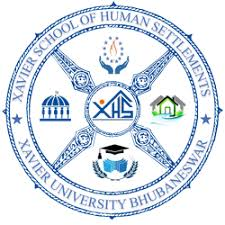 XAVIER SCHOOL OF HUMAN SETTLEMENTS
XHS
XAVIER UNIVERSITY BHUBANESWAR